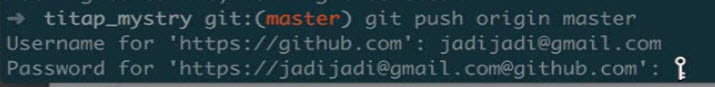 → titap_mystry git:(master) git push origin master
Username for 'https://github.com': jadijadi@gmail.com
Password for 'https://jadijadi@gmail.com@github.com':